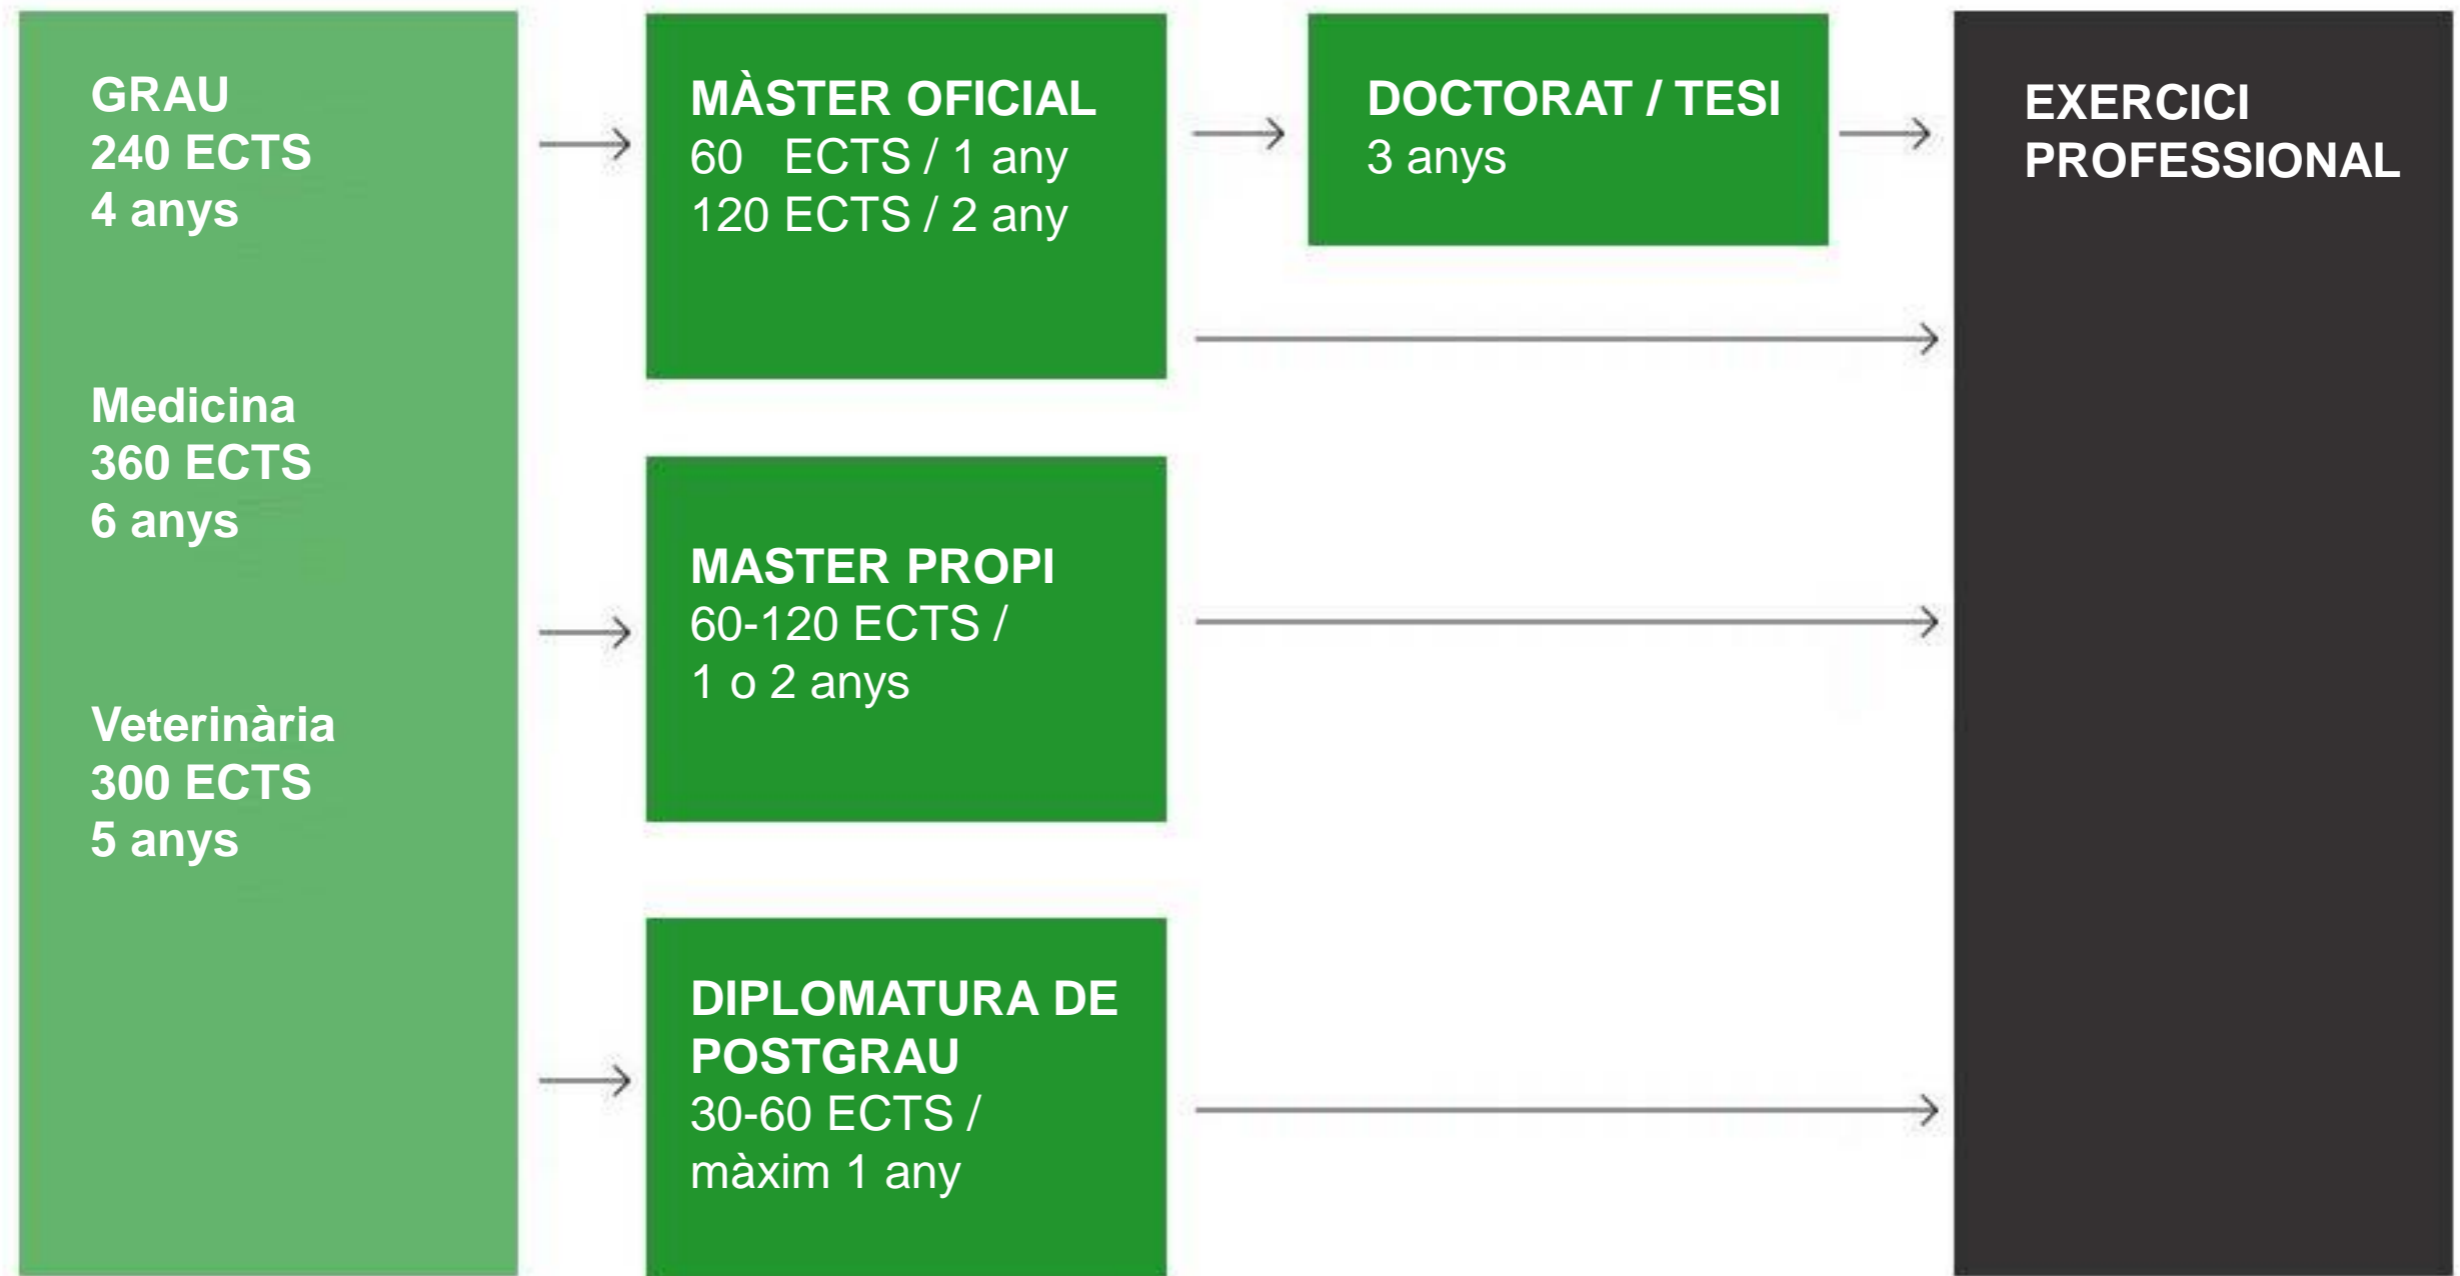 GRAU
240 ECTS
4 anys
Medicina
360 ECTS
6 anys
Veterinària
300 ECTS
5 anys
MÀSTER OFICIAL
60 ECTS / 1 any
120 ECTS / 2 any
MASTER PROPI
60-120 ECTS /
1 o 2 anys
DIPLOMATURA DE
POSTGRAU
30-60 ECTS /
màxim 1 any
DOCTORAT / TESI
3 anys
EXERCICI
PROFESSIONAL